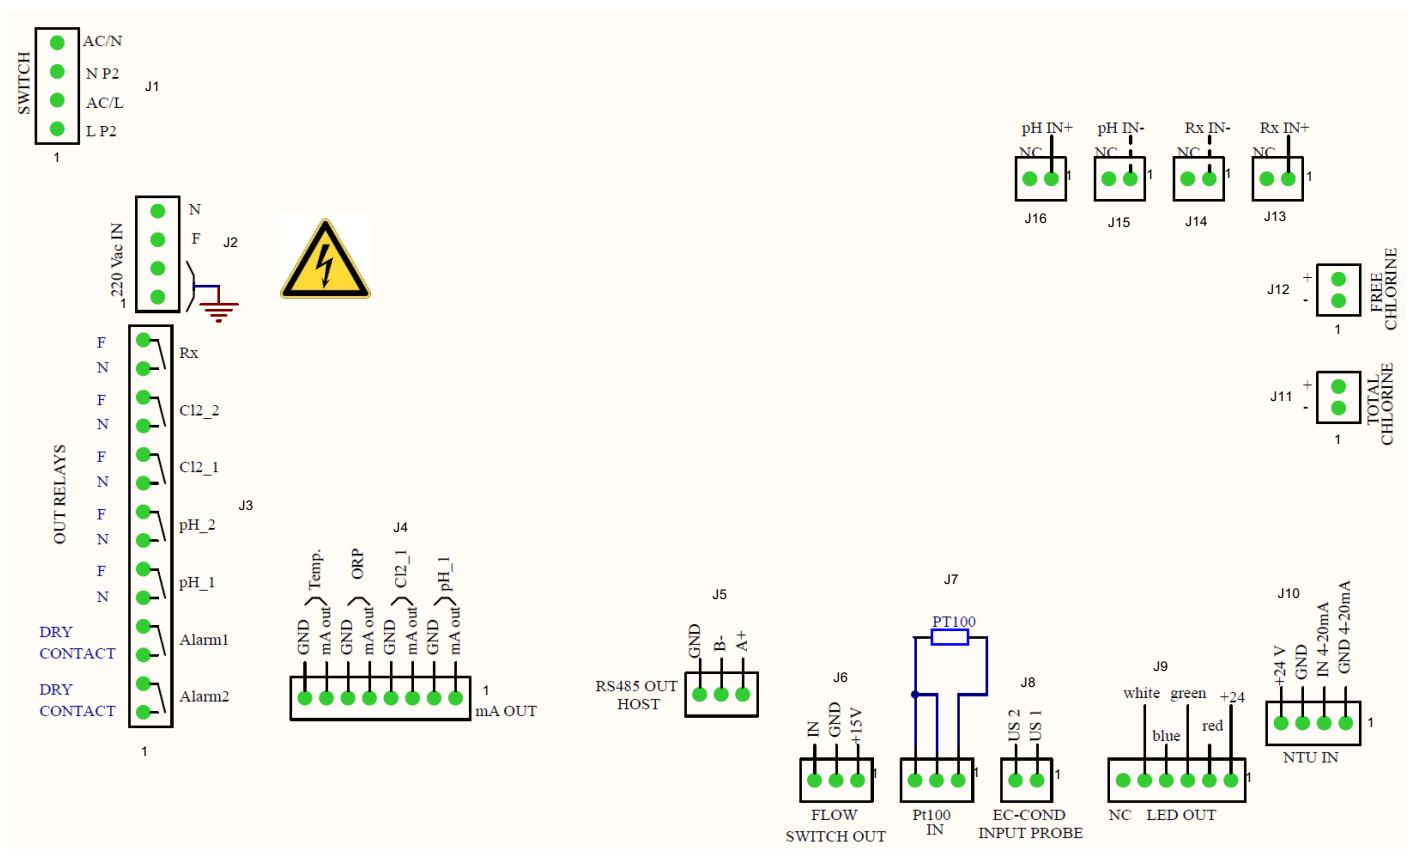 SWITCH
AC/N
N P2
AC/L
L P2
J1
1
220 Vac IN
N
F
J2
1
OUT RELAYS
F
N
Rx
F
N
Cl2_2
F
N
Cl2_1
F
N
pH_2
F
N
pH_1
DRY
CONTACT
Alarm1
DRY
CONTACT
Alarm2
J3
1
J4
Temp.
ORP
Cl2_1
pH_1
GND
mA out
GND
mA out
GND
mA out
GND
mA out
1
mA OUT
J5
GND
B-
A+
RS485 OUT
HOST
J6
IN
GND
+15V
1
FLOW
SWITCH OUT
J7
PT100
1
Pt100
IN
J8
US 2
US 1
1
EC-COND
INPUT PROBE
J9
white
green
+24
blue
red
1
NC
LED OUT
J10
+24 V
GND
IN 4-20mA
GND 4-20mA
1
NTU IN
pH IN+
NC
1
J16
pH IN-
NC
1
J15
Rx IN-
NC
1
J14
Rx IN+
NC
1
J13
J12
+
-
1
FREE
CHLORINE
J11
+
-
1
TOTAL
CHLORINE